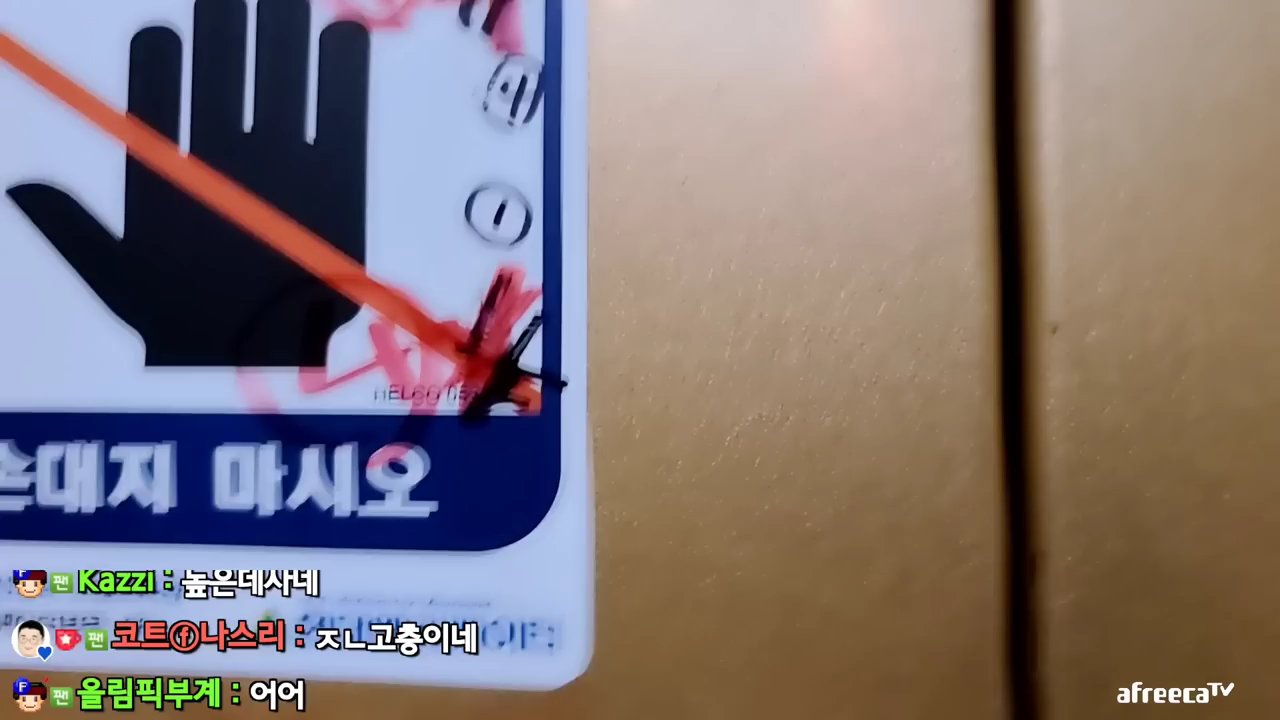 손대지 마시오
Kazzi : 높은데사네
코트ⓕ나스리 : ㅈㄴ고층이네
올림픽부계 : 어어
afreecaTV